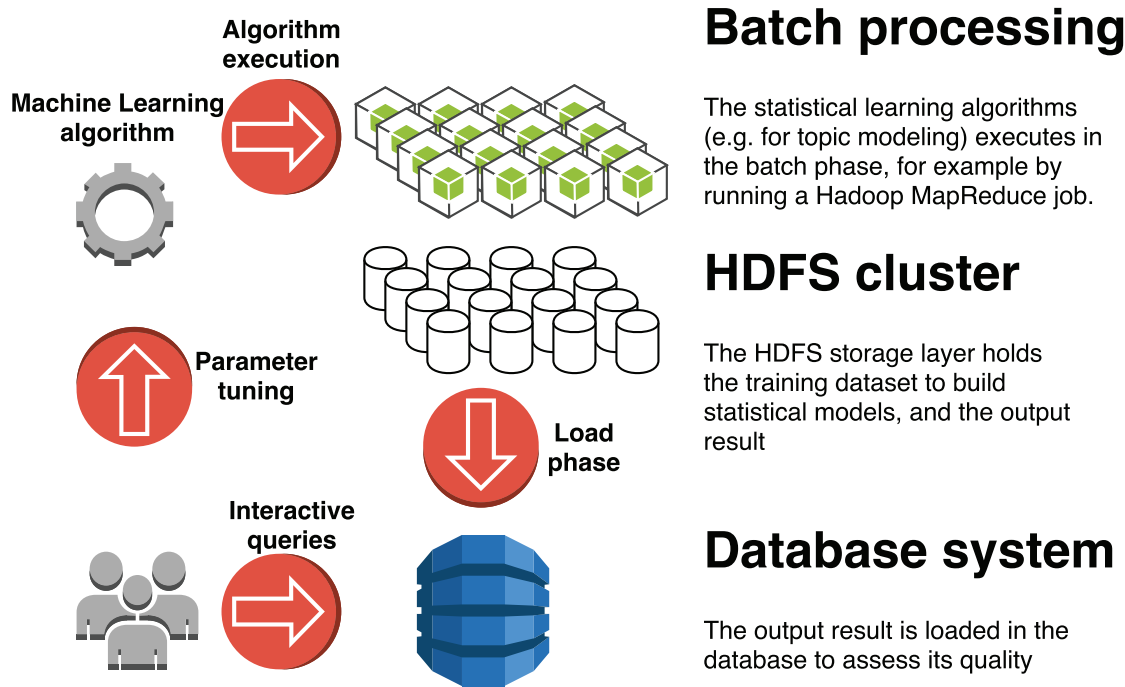 Algorithm
execution
Machine Learning
algorithm
Parameter
tuning
Load
phase
Interactive
queries
Batch processing
The statistical learning algorithms
(e.g. for topic modeling) executes in
the batch phase, for example by
running a Hadoop MapReduce job.
HDFS cluster
The HDFS storage layer holds
the training dataset to build
statistical models, and the output
result
Database system
The output result is loaded in the
database to assess its quality